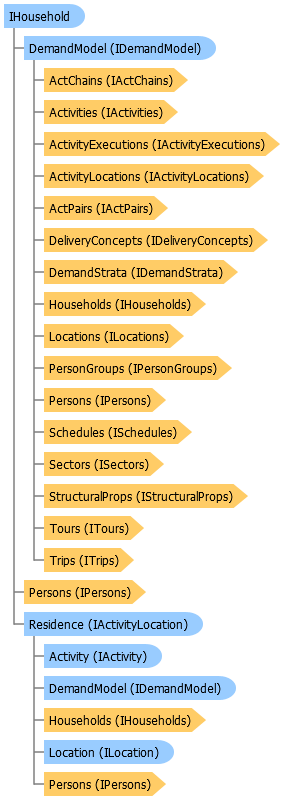 IHousehold
DemandModel (IDemandModel)
ActChains (IActChains)
Activities (IActivities)
ActivityExecutions (IActivityExecutions)
ActivityLocations (IActivityLocations)
ActPairs (IActPairs)
DeliveryConcepts (IDeliveryConcepts)
DemandStrata (IDemandStrata)
Households (IHouseholds)
Locations (ILocations)
PersonGroups (IPersonGroups)
Persons (IPersons)
Schedules (ISchedules)
Sectors (ISectors)
StructuralProps (IStructuralProps)
Tours (ITours)
Trips (ITrips)
Persons (IPersons)
Residence (IActivityLocation)
Activity (IActivity)
DemandModel (IDemandModel)
Households (IHouseholds)
Location (ILocation)
Persons (IPersons)